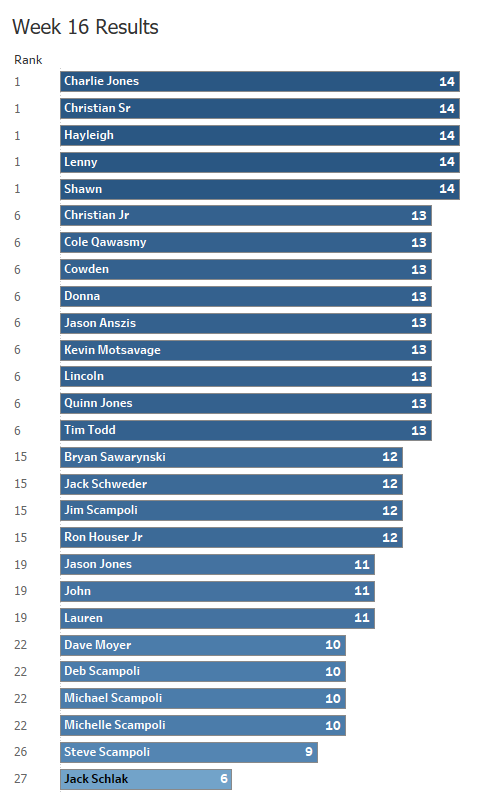 Week 16 Results
Rank
1 Charlie Jones 14
1 Christian Sr 14
1 Hayleigh 14
1 Lenny 14
1 Shawn 14
6 Christian Jr 13
6 Cole Qawasmy 13
6 Cowden 13
6 Donna 13
6 Jason Anszis 13
6 Kevin Motsavage 13
6 Lincoln 13
6 Quinn Jones 13
6 Tim Todd 13
15 Bryan Sawarynski 12
15 Jack Schweder 12
15 Jim Scampoli 12
15 Ron Houser Jr 12
19 Jason Jones 11
19 John 11
19 Lauren 11
22 Dave Moyer 10
22 Deb Scampoli 10
22 Michael Scampoli 10
22 Michelle Scampoli 10
26 Steve Scampoli 9
27 Jack Schlak 6